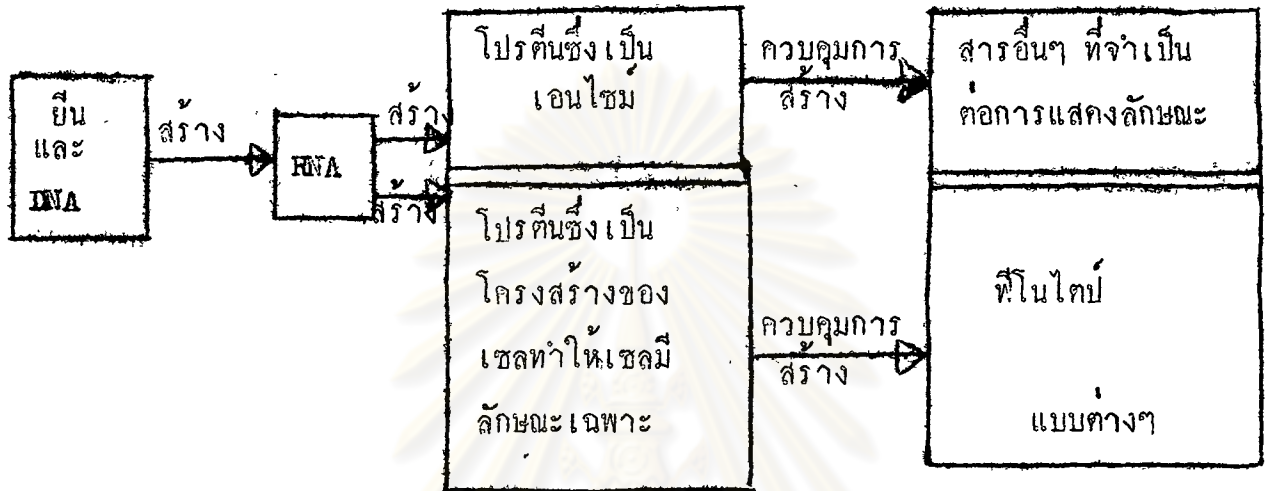 ยีน
และ
DNA
สร้าง
RNA
สร้าง
สร้าง
โปรตีนซึ่งเป็น
เอนไซม์
ควบคุมการ
สร้าง
สารอื่นๆ ที่จำเป็น
ต่อการแสดงลักษณะ
โปรตีนซึ่งเป็น
โครงสร้างของ
เซลทำให้เซลมี
ลักษณะเฉพาะ
ควบคุมการ
สร้าง
ฟีโนไตป์
แบบต่างๆ